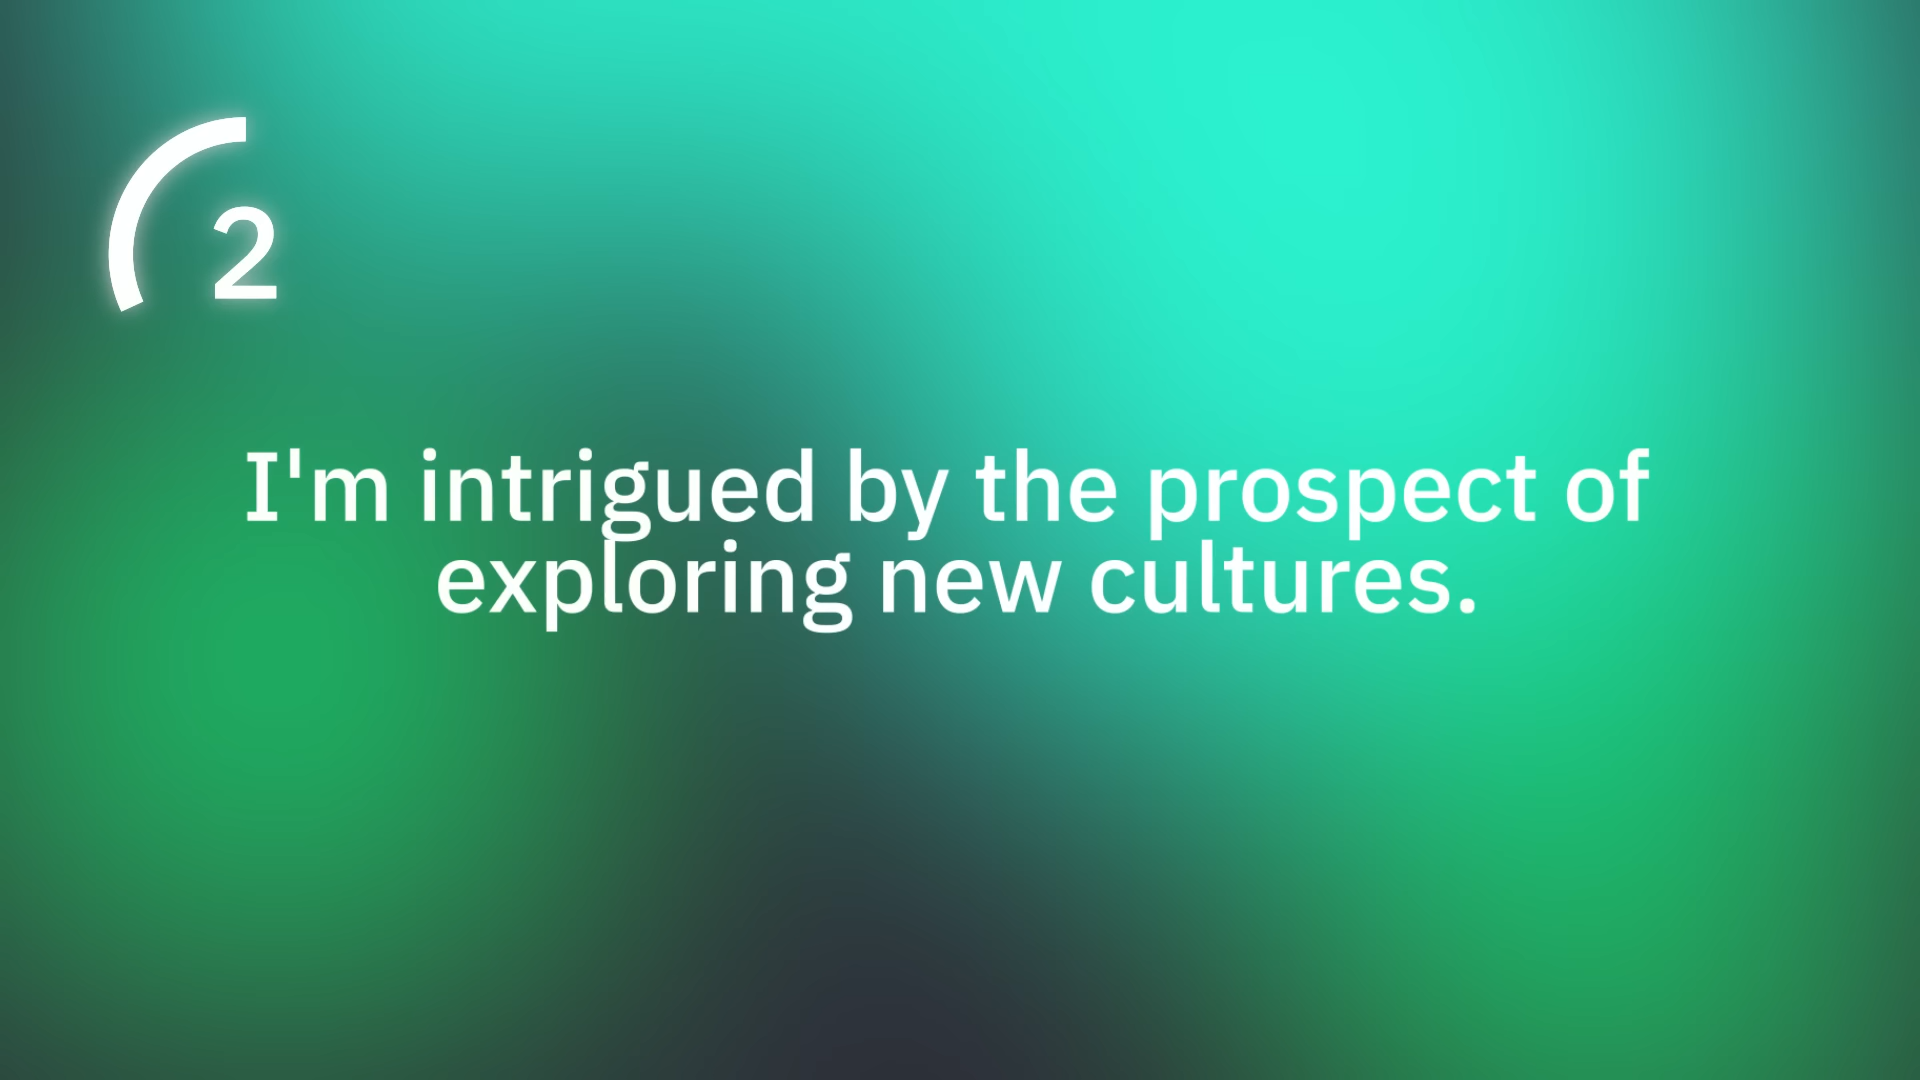 2
I'm intrigued by the prospect of
exploring new cultures.